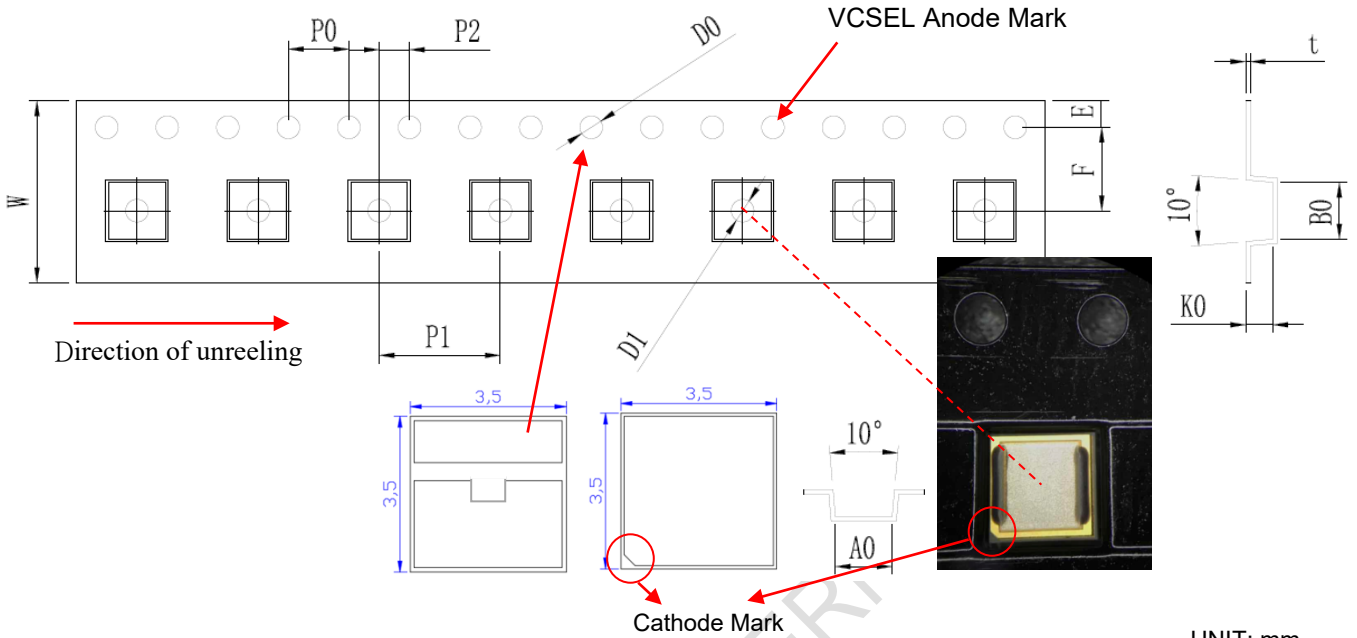 VCSEL Anode Mark
P0
P2
D0
t
E
W
F
10°
B0
K0
Direction of unreeling
P1
D1
3,5
3,5
3,5
3,5
10°
A0
Cathode Mark